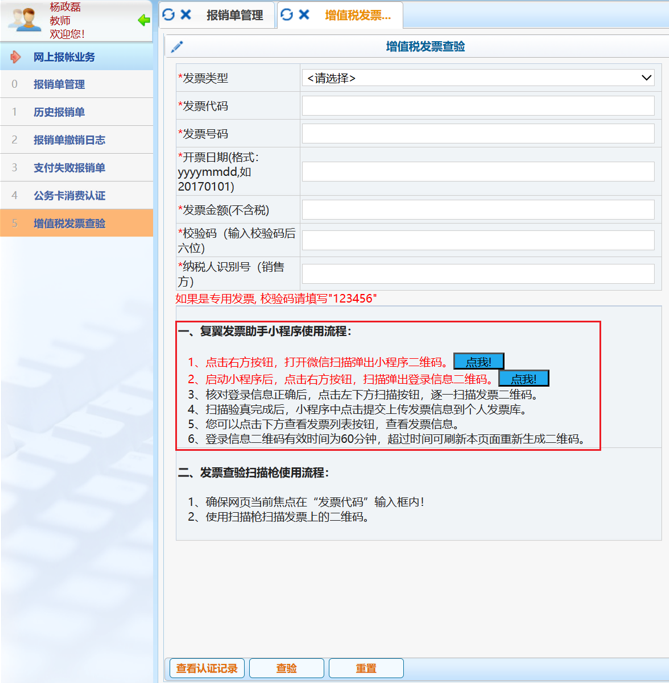 杨政磊
教师
欢迎您！
网上报帐业务
0 报销单管理
1 历史报销单
2 报销单撤销日志
3 支付失败报销单
4 公务卡消费认证
5 增值税发票查验
报销单管理
增值税发票...
增值税发票查验
*发票类型
<请选择>
*发票代码
*发票号码
*开票日期(格式：
yyyymmdd,如
20170101)
*发票金额(不含税)
*校验码（输入校验码后
六位）
*纳税人识别号（销售
方）
如果是专用发票, 校验码请填写"123456"
一、复翼发票助手小程序使用流程：
1、点击右方按钮，打开微信扫描弹出小程序二维码。 点我!
2、启动小程序后，点击右方按钮，扫描弹出登录信息二维码。 点我!
3、核对登录信息正确后，点击左下方扫描按钮，逐一扫描发票二维码。
4、扫描验真完成后，小程序中点击提交上传发票信息到个人发票库。
5、您可以点击下方查看发票列表按钮，查看发票信息。
6、登录信息二维码有效时间为60分钟，超过时间可刷新本页面重新生成二维码。
二、发票查验扫描枪使用流程：
1、确保网页当前焦点在“发票代码”输入框内！
2、使用扫描枪扫描发票上的二维码。
查看认证记录
查验
重置